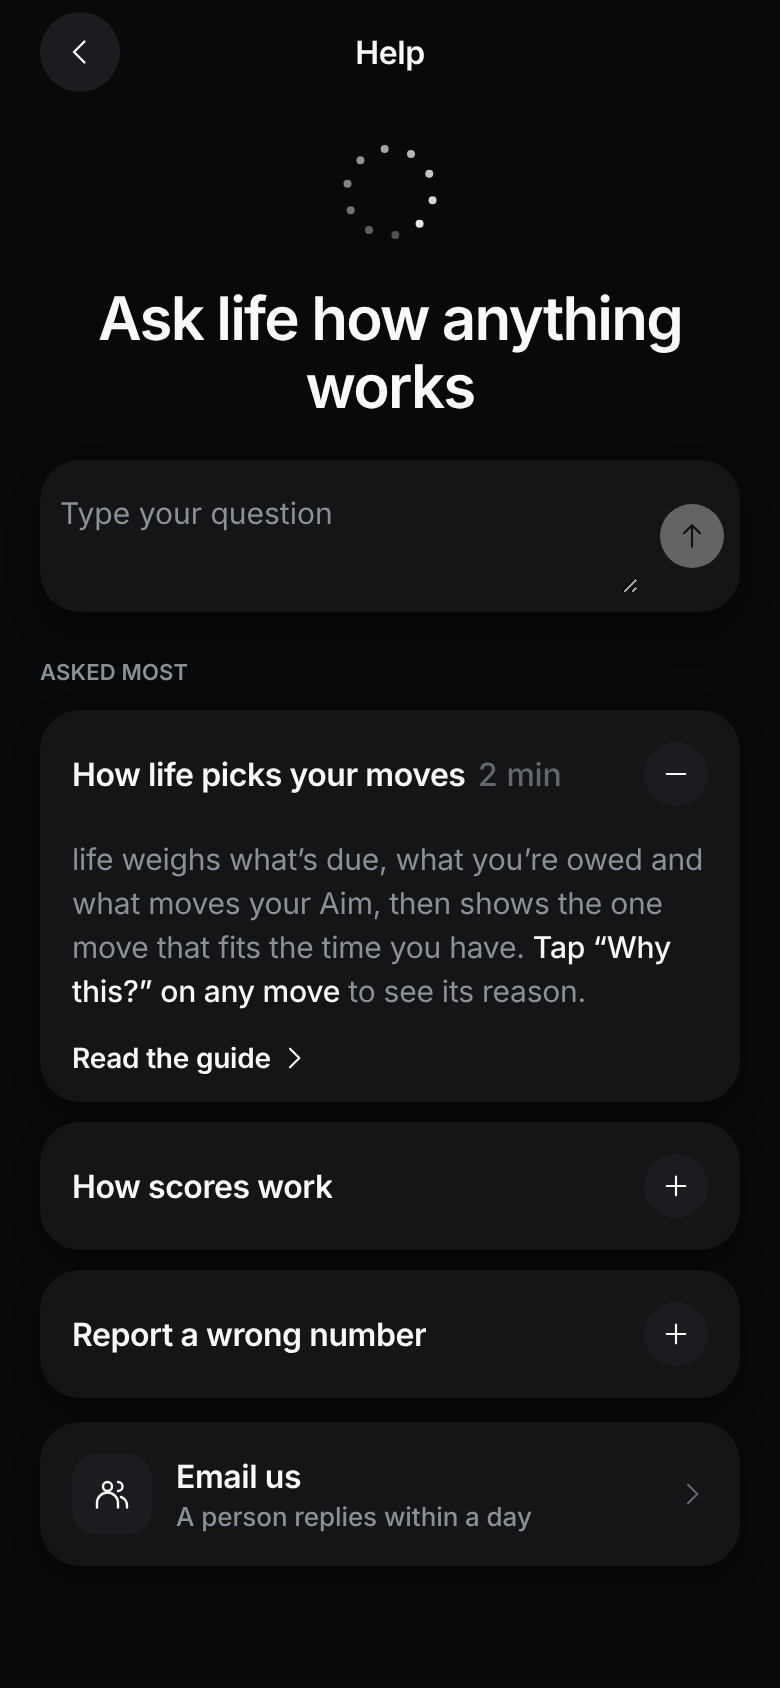 Help
Ask life how anything
works
Type your question
ASKED MOST
How life picks your moves 2 min
life weighs what’s due, what you’re owed and
what moves your Aim, then shows the one
move that fits the time you have. Tap “Why
this?” on any move to see its reason.
Read the guide
How scores work
Report a wrong number
Email us
A person replies within a day